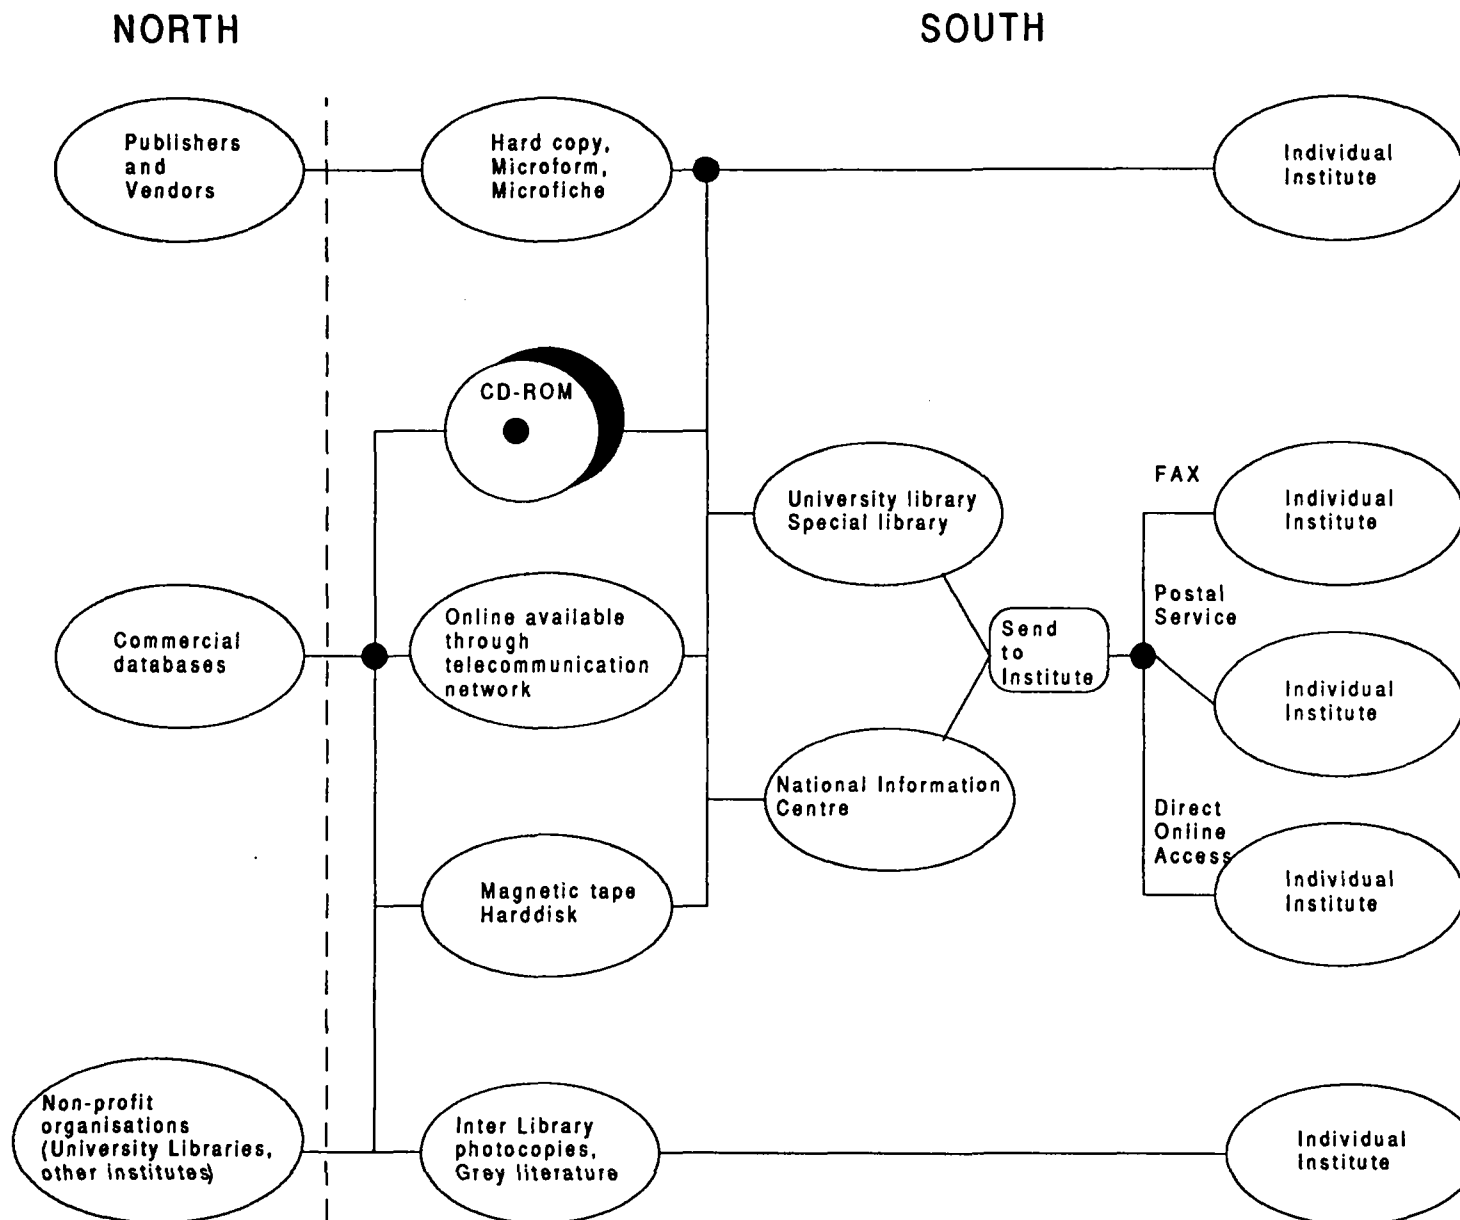 NORTH
SOUTH
Publishers
and
Vendors
Hard copy,
Microform,
Microfiche
Individual
Institute
CD-ROM
University library
Special library
FAX
Individual
Institute
Commercial
databases
Online available
through
telecommunication
network
Send
to
Institute
Postal
Service
Individual
Institute
National Information
Centre
Direct
Online
Access
Individual
Institute
Magnetic tape
Harddisk
Non-profit
organisations
(University Libraries,
other institutes)
Inter Library
photocopies,
Grey literature
Individual
Institute